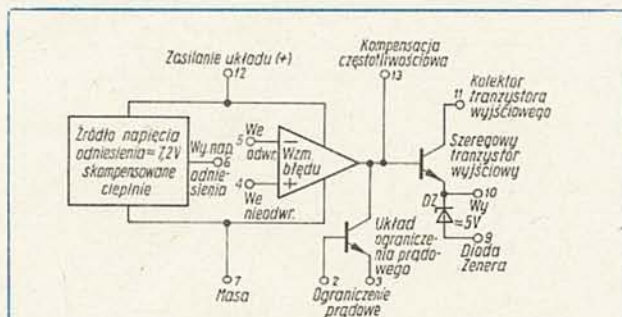 Zasilanie układu (+)
12
Kompensacja
częstotliwościowa
13
Kolektor
tranzystora
wyjściowego
11
Źródło napięcia
odniesienia=7,2V
skompensowane
cieplnie
Wy nap.
6
odnie-
sienia
We
5
odwr.
4
We
nieodwr.
Wzm.
błędu
−
+
Szeregowy
tranzystor
wyjściowy
10
Wy
DZ
=5V
9
Dioda
Zenera
Układ
ogranicze-
nia prądo-
wego
7
Masa
2
3
Ograniczenie
prądowe